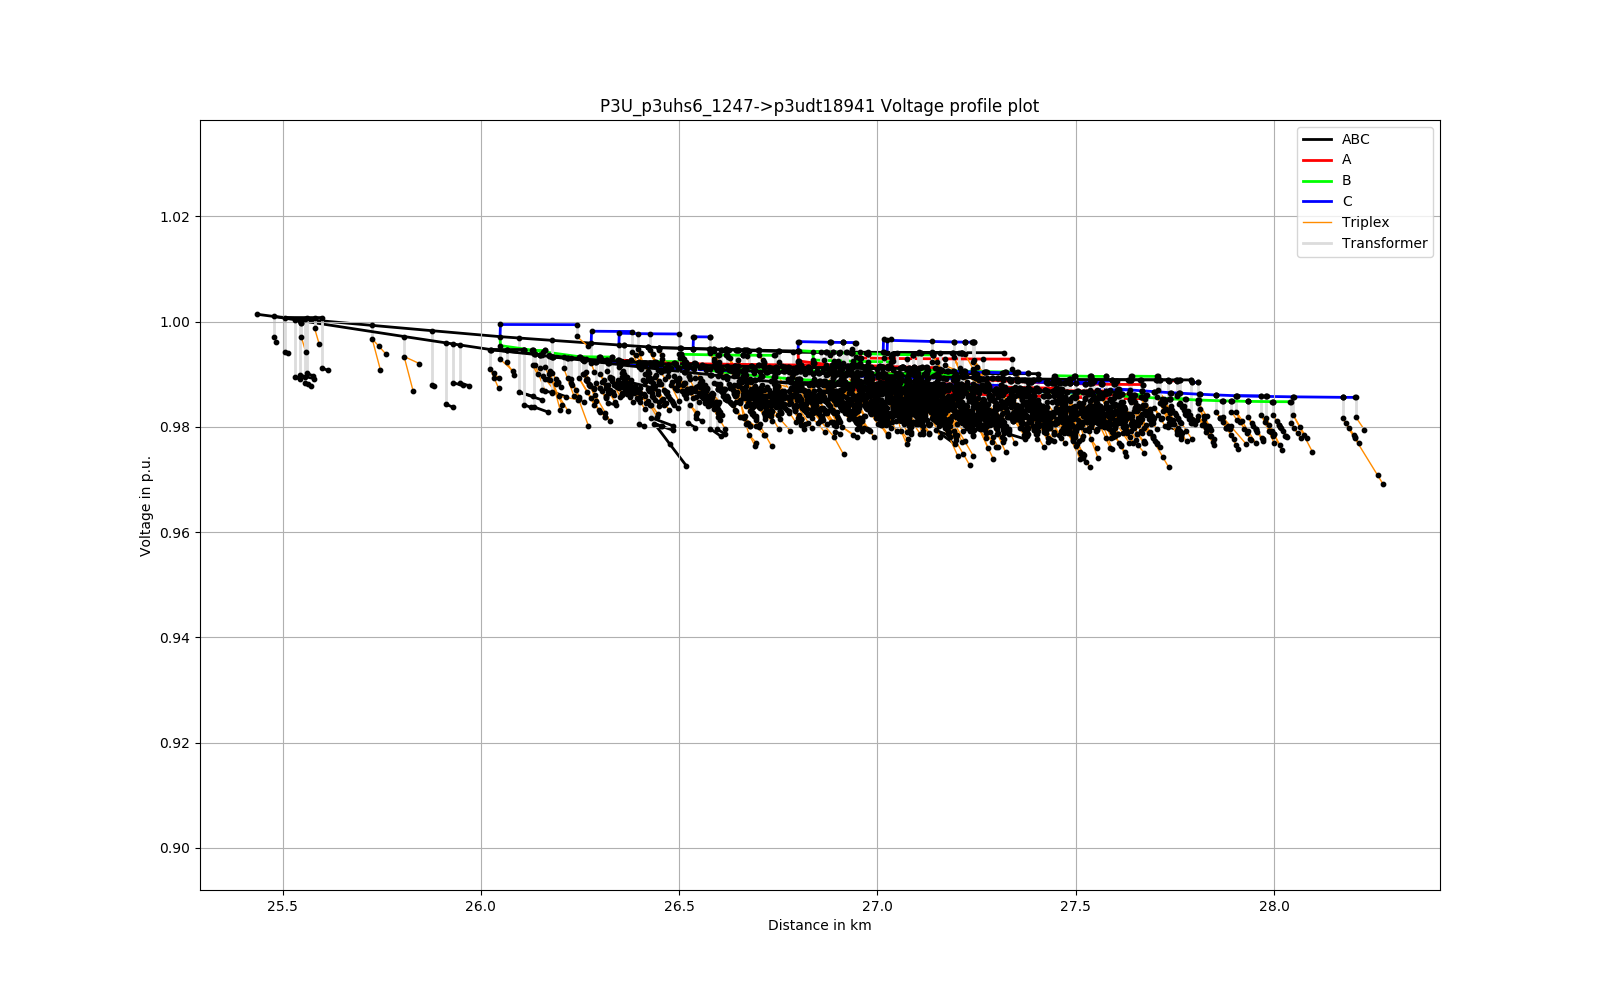 P3U_p3uhs6_1247->p3udt18941 Voltage profile plot
ABC
A
B
C
Triplex
Transformer
1.02
1.00
0.98
0.96
0.94
0.92
0.90
Voltage in p.u.
25.5
26.0
26.5
27.0
27.5
28.0
Distance in km